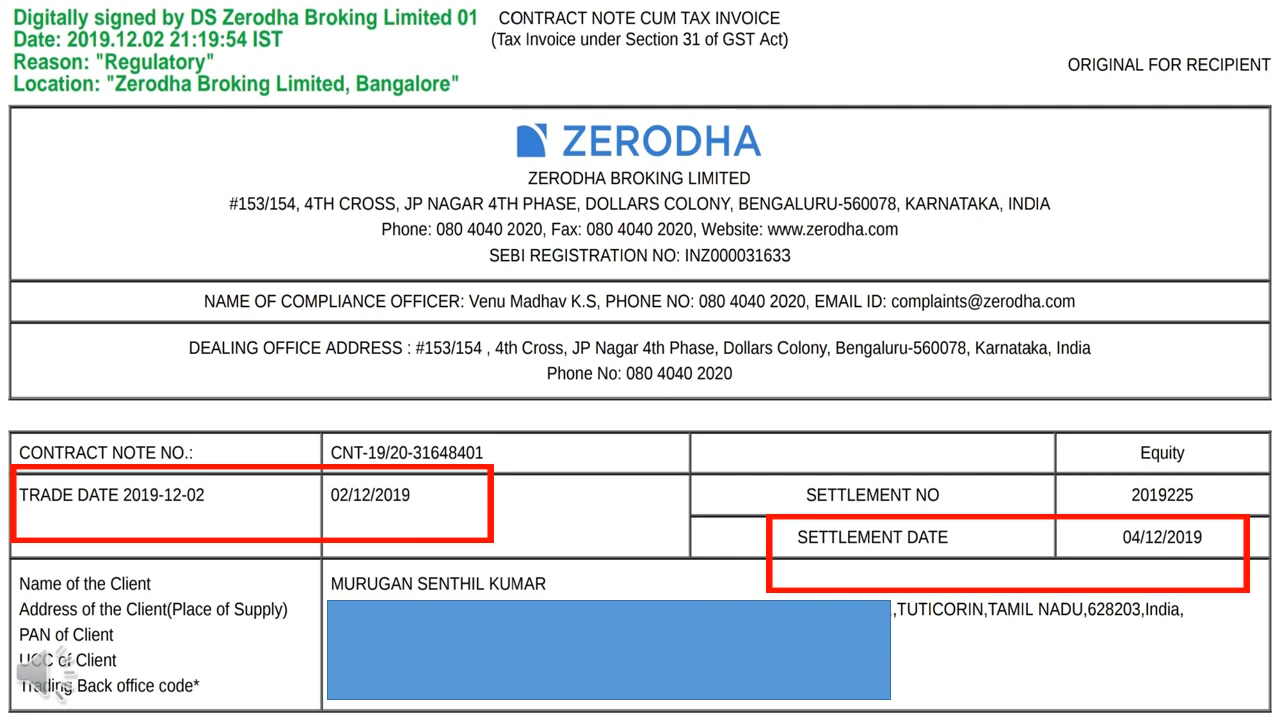 Digitally signed by DS Zerodha Broking Limited 01
Date: 2019.12.02 21:19:54 IST
Reason: "Regulatory"
Location: "Zerodha Broking Limited, Bangalore"
CONTRACT NOTE CUM TAX INVOICE
(Tax Invoice under Section 31 of GST Act)
ORIGINAL FOR RECIPIENT
ZERODHA
ZERODHA BROKING LIMITED
#153/154, 4TH CROSS, JP NAGAR 4TH PHASE, DOLLARS COLONY, BENGALURU-560078, KARNATAKA, INDIA
Phone: 080 4040 2020, Fax: 080 4040 2020, Website: www.zerodha.com
SEBI REGISTRATION NO: INZ000031633
NAME OF COMPLIANCE OFFICER: Venu Madhav K.S, PHONE NO: 080 4040 2020, EMAIL ID: complaints@zerodha.com
DEALING OFFICE ADDRESS : #153/154 , 4th Cross, JP Nagar 4th Phase, Dollars Colony, Bengaluru-560078, Karnataka, India
Phone No: 080 4040 2020
CONTRACT NOTE NO.: CNT-19/20-31648401 Equity
TRADE DATE 2019-12-02 02/12/2019 SETTLEMENT NO 2019225
SETTLEMENT DATE 04/12/2019
Name of the Client MURUGAN SENTHIL KUMAR
Address of the Client(Place of Supply) ,TUTICORIN,TAMIL NADU,628203,India,
PAN of Client
UCC of Client
Trading Back office code*